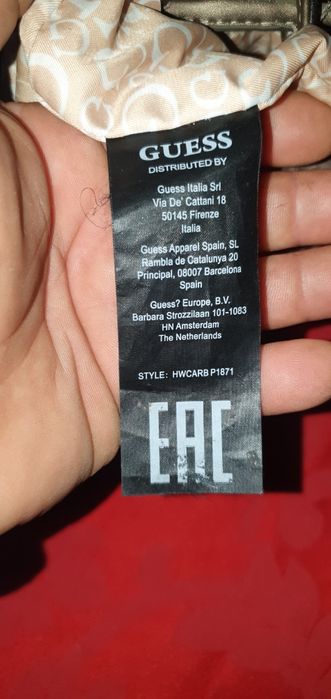 GUESS
DISTRIBUTED BY
Guess Italia Srl
Via De' Cattani 18
50145 Firenze
Italia
Guess Apparel Spain, SL
Rambla de Catalunya 20
Principal, 08007 Barcelona
Spain
Guess? Europe, B.V.
Barbara Strozzilaan 101-1083
HN Amsterdam
The Netherlands
STYLE: HWCARB P1871
EAC